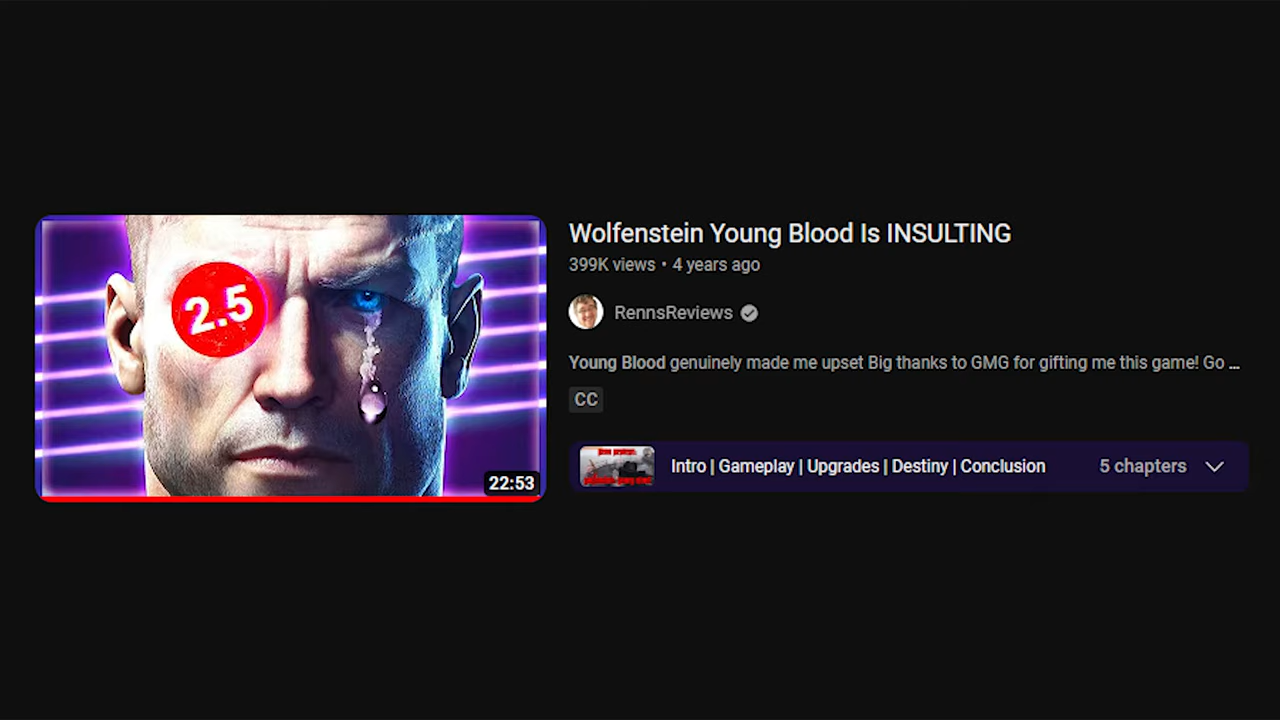 2.5
22:53
Wolfenstein Young Blood Is INSULTING
399K views • 4 years ago
RennsReviews
Young Blood genuinely made me upset Big thanks to GMG for gifting me this game! Go ...
CC
Intro | Gameplay | Upgrades | Destiny | Conclusion
5 chapters